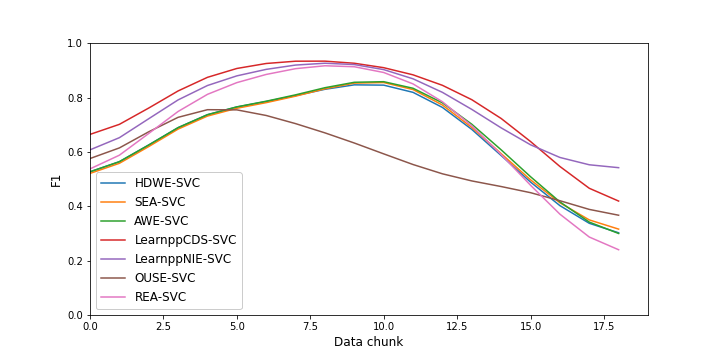 1.0
0.8
0.6
0.4
0.2
0.0
F1
HDWE-SVC
SEA-SVC
AWE-SVC
LearnppCDS-SVC
LearnppNIE-SVC
OUSE-SVC
REA-SVC
0.0 2.5 5.0 7.5 10.0 12.5 15.0 17.5
Data chunk